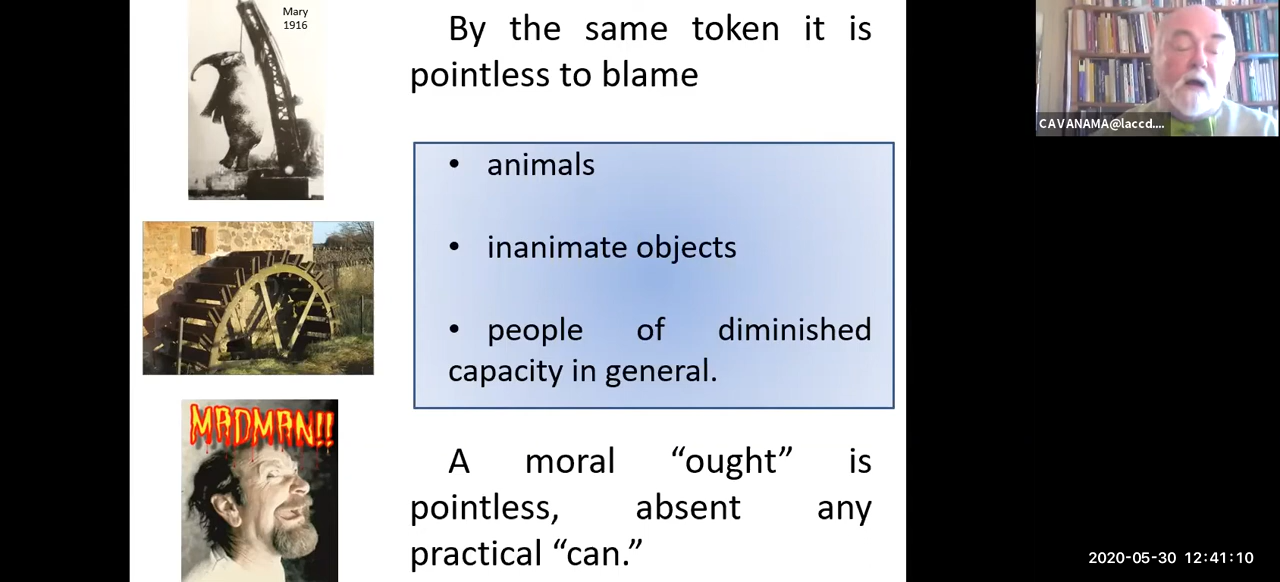 Mary
1916
By the same token it is
pointless to blame
• animals
• inanimate objects
• people of diminished
capacity in general.
A moral “ought” is
pointless, absent any
practical “can.”
MADMAN!!
CAVANAMA@laccd....
2020-05-30 12:41:10